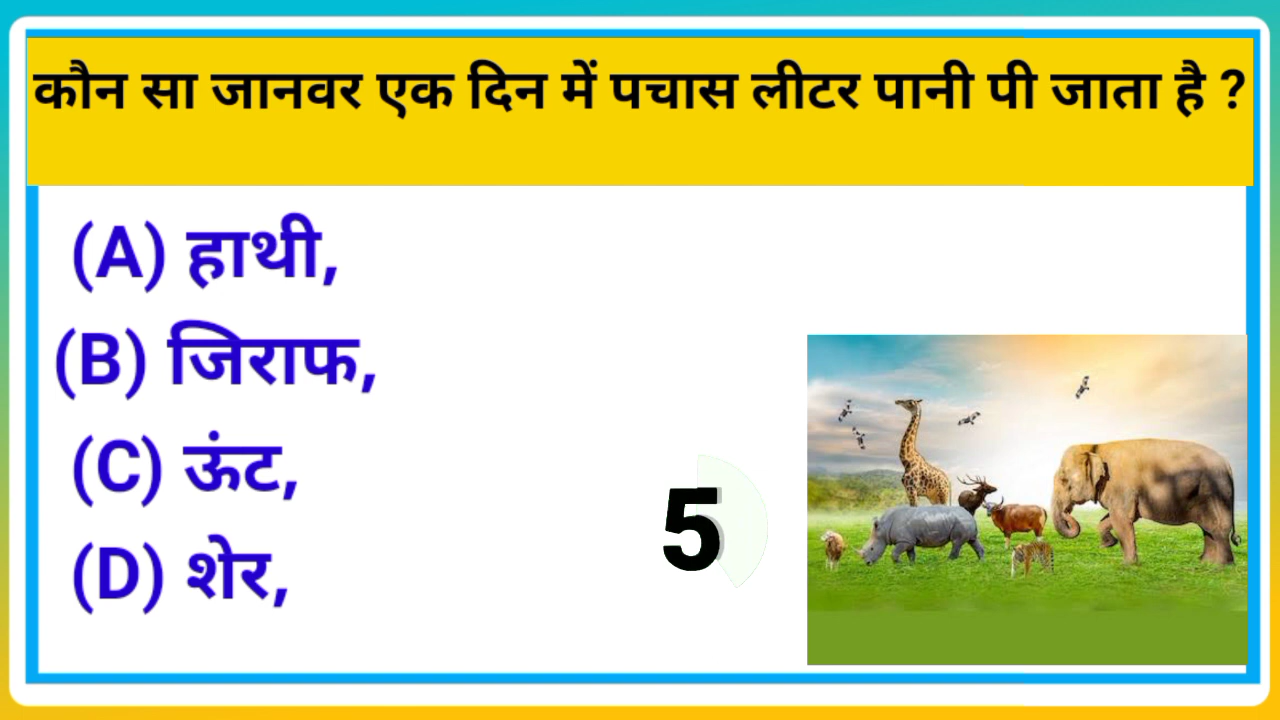 कौन सा जानवर एक दिन में पचास लीटर पानी पी जाता है ?
(A) हाथी,
(B) जिराफ,
(C) ऊंट,
(D) शेर,
5